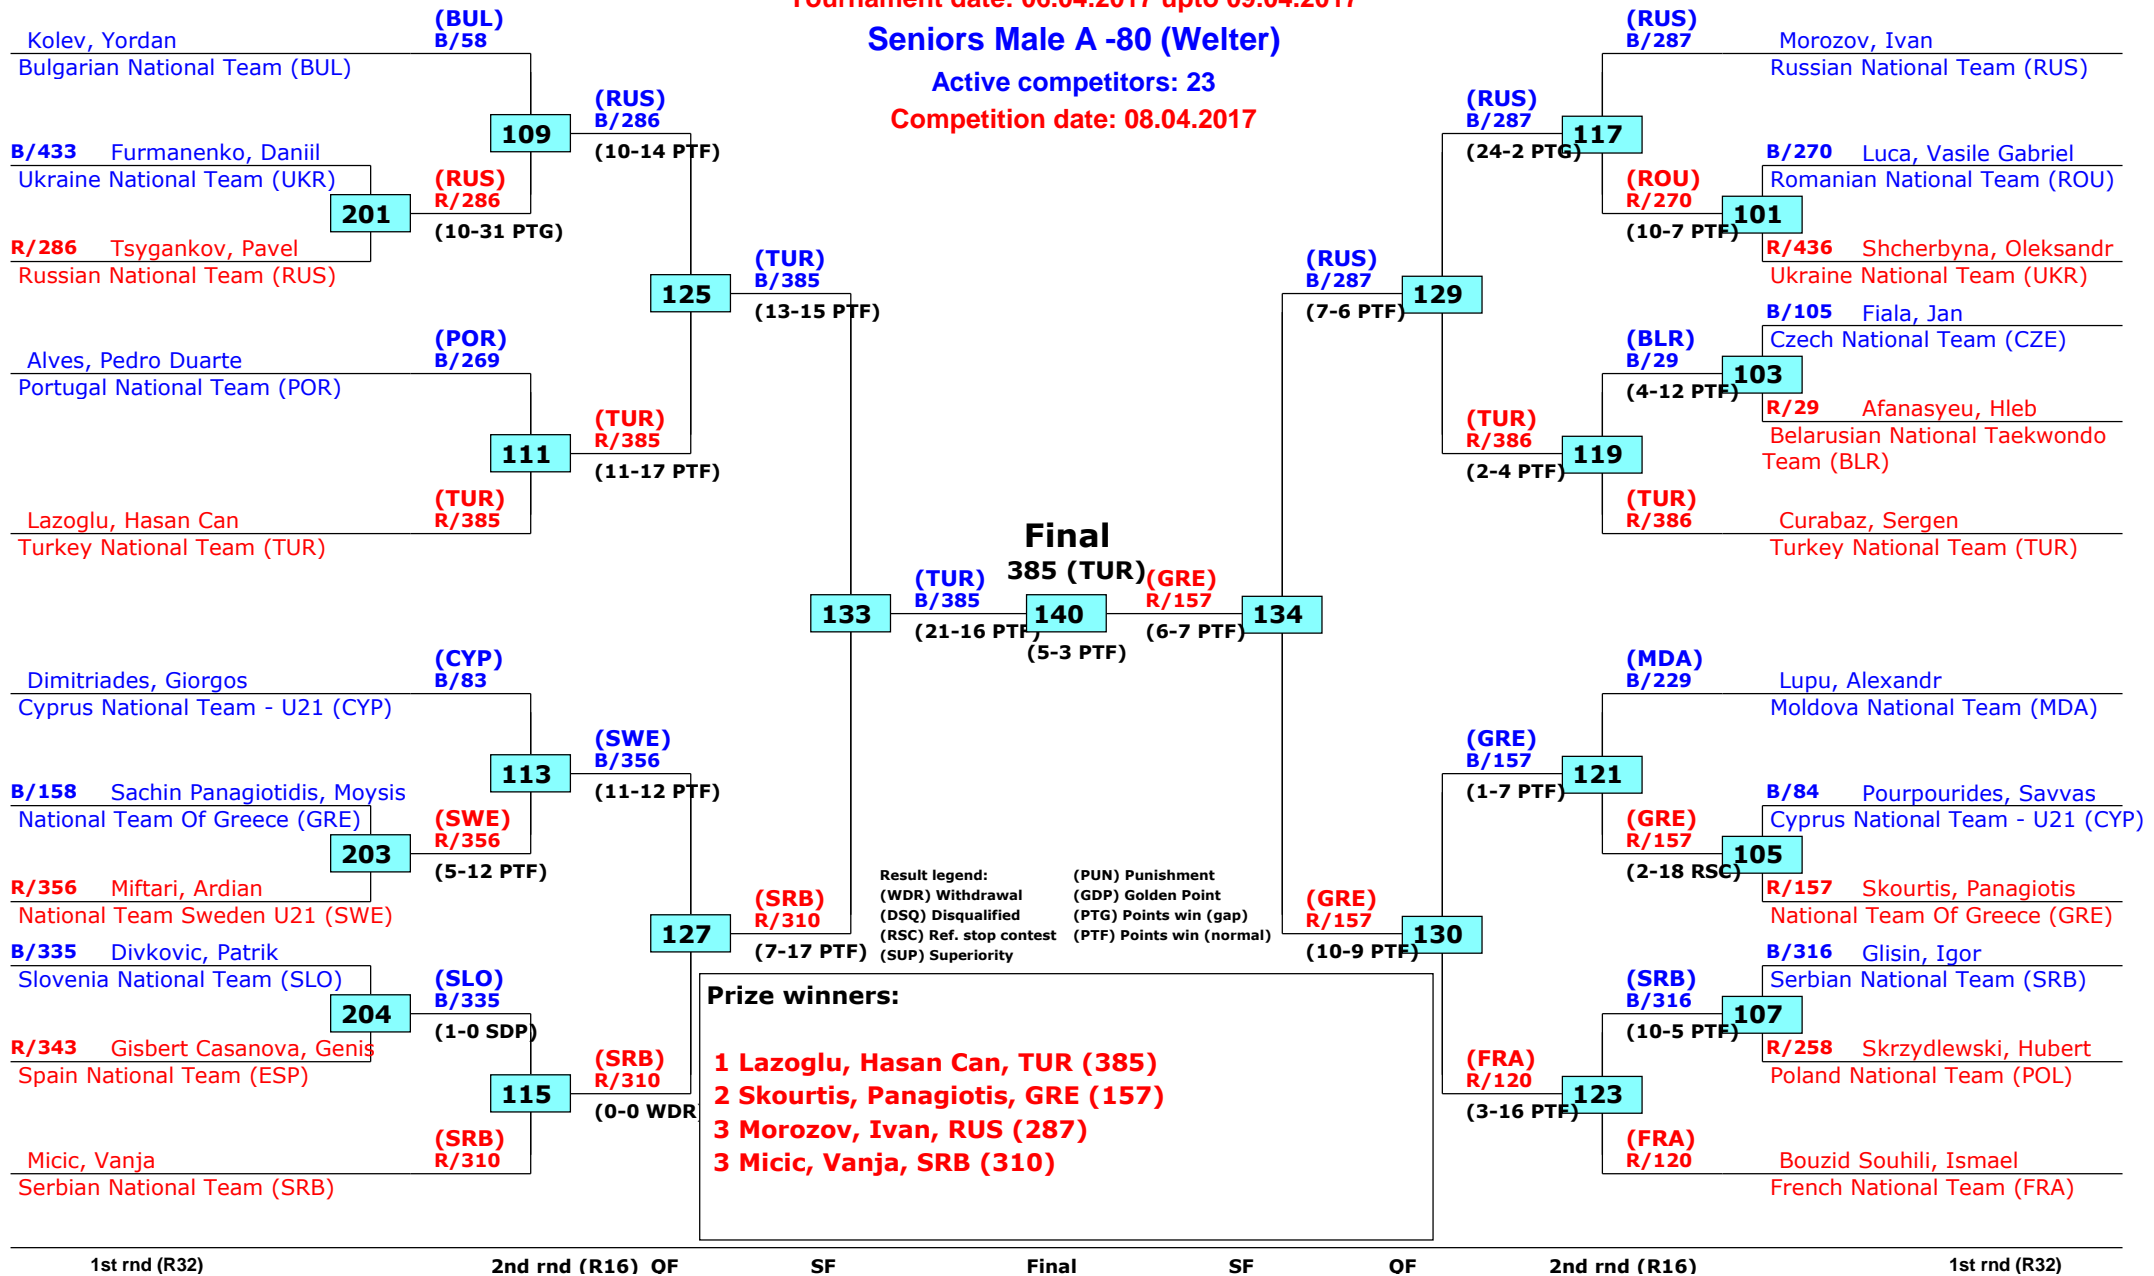 Tournament date: 06.04.2017 upto 09.04.2017
Seniors Male A -80 (Welter)
Active competitors: 23
Competition date: 08.04.2017
Kolev, Yordan
Bulgarian National Team (BUL)
(BUL)
B/58
B/433 Furmanenko, Daniil
Ukraine National Team (UKR)
201
R/286 Tsygankov, Pavel
Russian National Team (RUS)
(RUS)
R/286
(10-31 PTG)
109
(RUS)
B/286
(10-14 PTF)
Alves, Pedro Duarte
Portugal National Team (POR)
(POR)
B/269
111
(TUR)
R/385
(11-17 PTF)
Lazoglu, Hasan Can
Turkey National Team (TUR)
(TUR)
R/385
125
(TUR)
B/385
(13-15 PTF)
Dimitriades, Giorgos
Cyprus National Team - U21 (CYP)
(CYP)
B/83
B/158 Sachin Panagiotidis, Moysis
National Team Of Greece (GRE)
203
R/356 Miftari, Ardian
National Team Sweden U21 (SWE)
(SWE)
R/356
(5-12 PTF)
113
(SWE)
B/356
(11-12 PTF)
B/335 Divkovic, Patrik
Slovenia National Team (SLO)
204
R/343 Gisbert Casanova, Genis
Spain National Team (ESP)
(SLO)
B/335
(1-0 SDP)
115
(SRB)
R/310
(0-0 WDR
Micic, Vanja
Serbian National Team (SRB)
(SRB)
R/310
127
(SRB)
R/310
(7-17 PTF)
133
(TUR)
B/385
(21-16 PTF)
Final
385 (TUR)
140
(5-3 PTF)
(GRE)
R/157
(6-7 PTF)
134
(RUS)
B/287
(7-6 PTF)
129
(RUS)
B/287
(24-2 PTG)
117
(RUS)
B/287
Morozov, Ivan
Russian National Team (RUS)
(ROU)
R/270
(10-7 PTF)
101
B/270 Luca, Vasile Gabriel
Romanian National Team (ROU)
R/436 Shcherbyna, Oleksandr
Ukraine National Team (UKR)
(BLR)
B/29
(4-12 PTF)
103
B/105 Fiala, Jan
Czech National Team (CZE)
R/29 Afanasyeu, Hleb
Belarusian National Taekwondo
Team (BLR)
(TUR)
R/386
(2-4 PTF)
119
(TUR)
R/386
Curabaz, Sergen
Turkey National Team (TUR)
(MDA)
B/229
Lupu, Alexandr
Moldova National Team (MDA)
(GRE)
B/157
(1-7 PTF)
121
(GRE)
R/157
(2-18 RSC)
105
B/84 Pourpourides, Savvas
Cyprus National Team - U21 (CYP)
R/157 Skourtis, Panagiotis
National Team Of Greece (GRE)
(GRE)
R/157
(10-9 PTF)
130
(SRB)
B/316
(10-5 PTF)
107
B/316 Glisin, Igor
Serbian National Team (SRB)
R/258 Skrzydlewski, Hubert
Poland National Team (POL)
(FRA)
R/120
(3-16 PTF)
123
(FRA)
R/120
Bouzid Souhili, Ismael
French National Team (FRA)
Result legend:
(WDR) Withdrawal
(DSQ) Disqualified
(RSC) Ref. stop contest
(SUP) Superiority
(PUN) Punishment
(GDP) Golden Point
(PTG) Points win (gap)
(PTF) Points win (normal)
Prize winners:
1 Lazoglu, Hasan Can, TUR (385)
2 Skourtis, Panagiotis, GRE (157)
3 Morozov, Ivan, RUS (287)
3 Micic, Vanja, SRB (310)
1st rnd (R32) 2nd rnd (R16) QF SF Final SF QF 2nd rnd (R16) 1st rnd (R32)